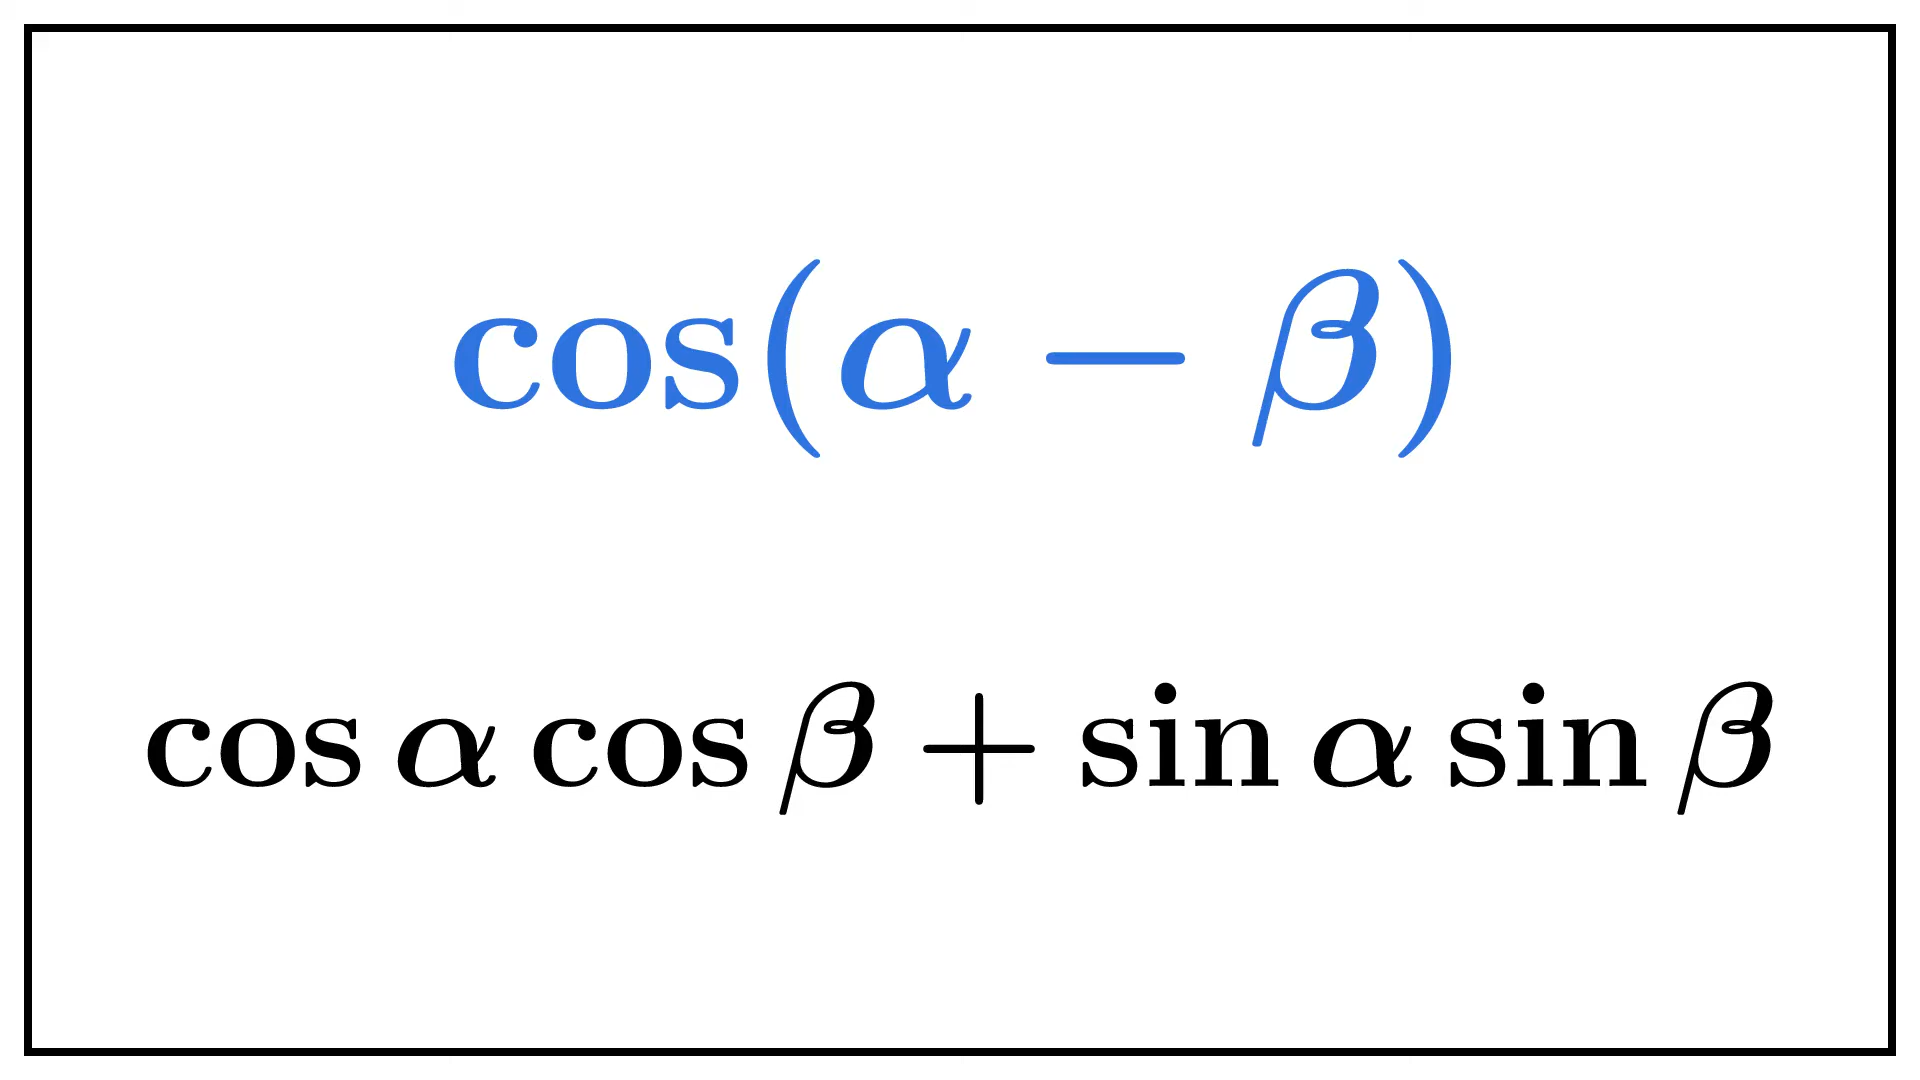 cos(α − β)
cos α cos β + sin α sin β